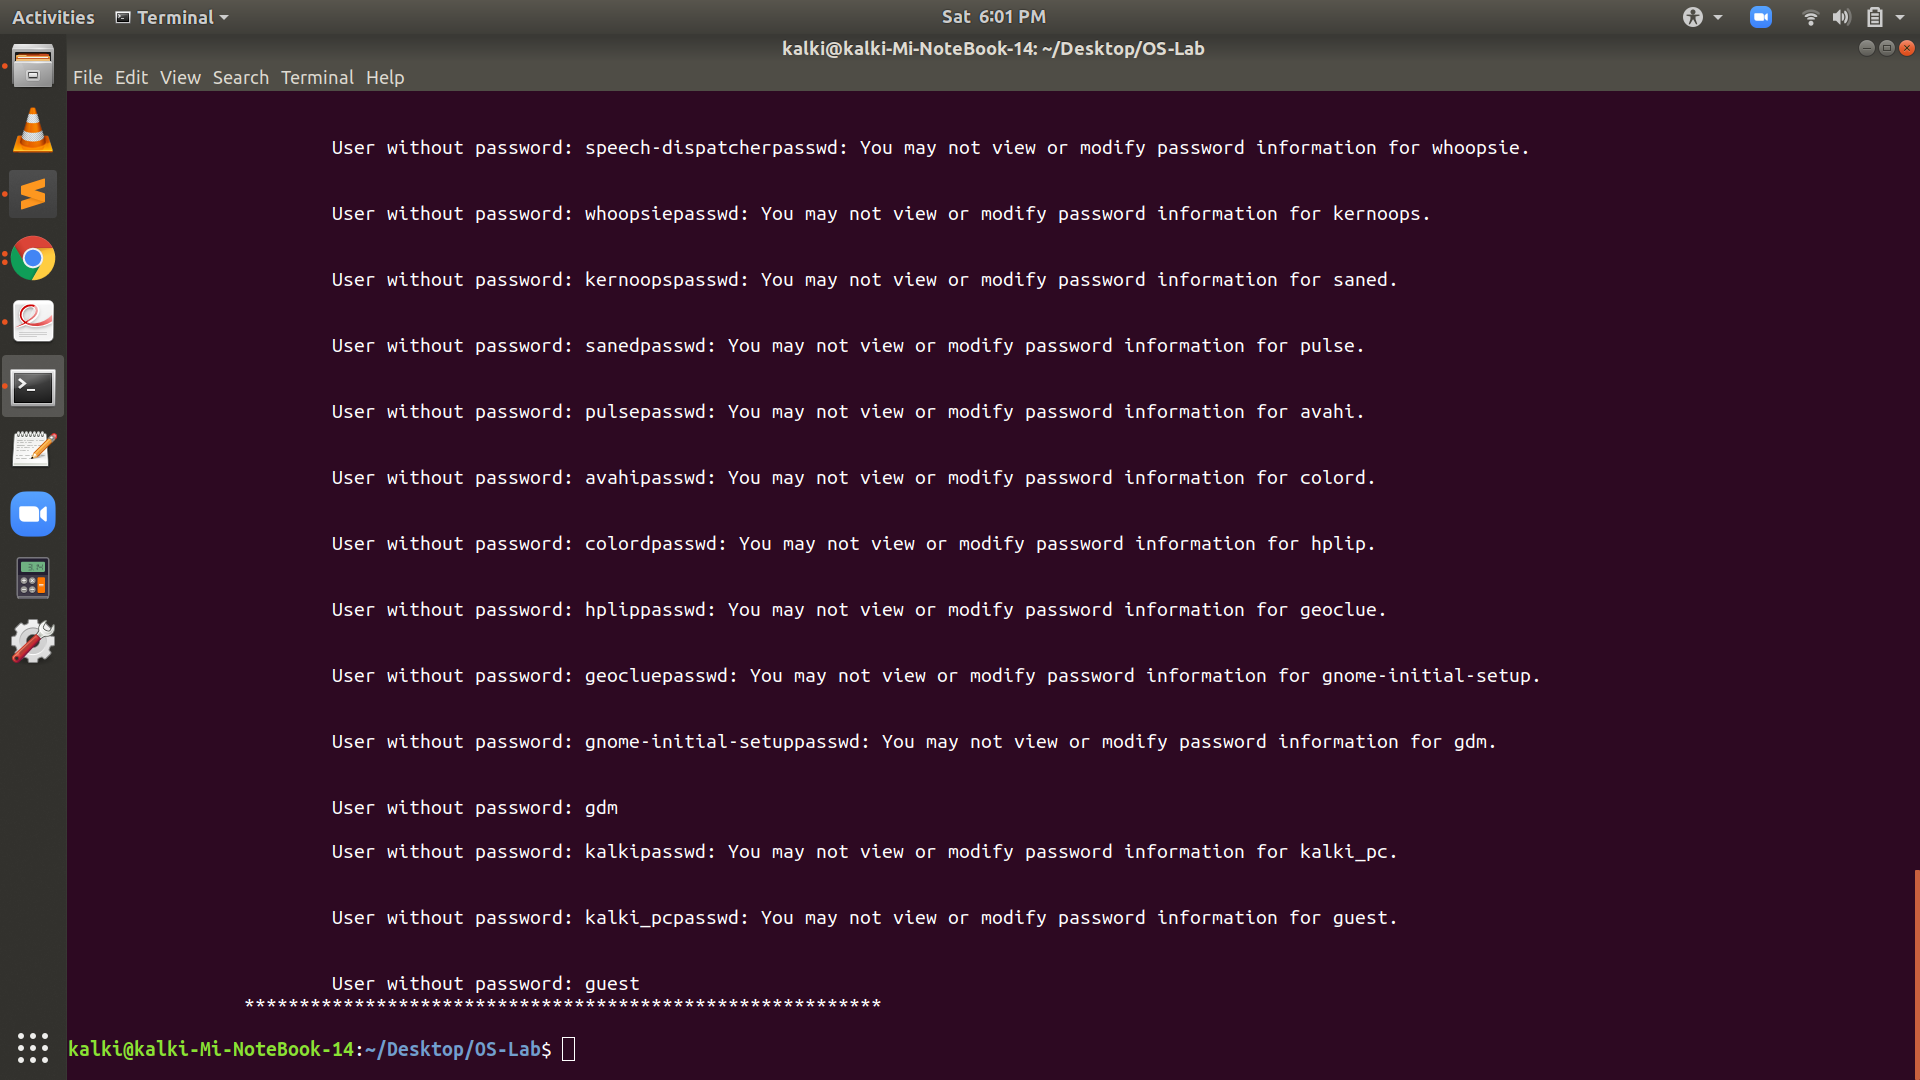 Activities Terminal Sat 6:01 PM
kalki@kalki-Mi-NoteBook-14: ~/Desktop/OS-Lab
File Edit View Search Terminal Help
User without password: speech-dispatcherpasswd: You may not view or modify password information for whoopsie.
User without password: whoopsiepasswd: You may not view or modify password information for kernoops.
User without password: kernoopspasswd: You may not view or modify password information for saned.
User without password: sanedpasswd: You may not view or modify password information for pulse.
User without password: pulsepasswd: You may not view or modify password information for avahi.
User without password: avahipasswd: You may not view or modify password information for colord.
User without password: colordpasswd: You may not view or modify password information for hplip.
User without password: hplippasswd: You may not view or modify password information for geoclue.
User without password: geocluepasswd: You may not view or modify password information for gnome-initial-setup.
User without password: gnome-initial-setuppasswd: You may not view or modify password information for gdm.
User without password: gdm
User without password: kalkipasswd: You may not view or modify password information for kalki_pc.
User without password: kalki_pcpasswd: You may not view or modify password information for guest.
User without password: guest
**********************************************************
kalki@kalki-Mi-NoteBook-14:~/Desktop/OS-Lab$